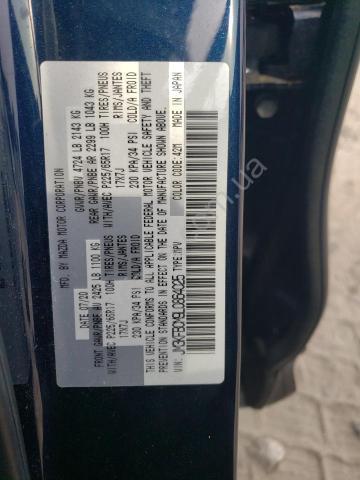 MFD. BY MAZDA MOTOR CORPORATION
DATE: 07/20 GVWR/PNBV 4724 LB 2143 KG
FRONT GAWR/PNBE AV 2425 LB 1100 KG REAR GAWR/PNBE AR 2299 LB 1043 KG
WITH/AVEC P225/65R17 100H TIRES/PNEUS WITH/AVEC P225/65R17 100H TIRES/PNEUS
17X7J RIMS/JANTES 17X7J RIMS/JANTES
230 KPA/34 PSI COLD/A FROID 230 KPA/34 PSI COLD/A FROID
THIS VEHICLE CONFORMS TO ALL APPLICABLE FEDERAL MOTOR VEHICLE SAFETY AND THEFT
PREVENTION STANDARDS IN EFFECT ON THE DATE OF MANUFACTURE SHOWN ABOVE.
VIN: JM3KFBCM9L0864025 TYPE: MPV COLOR CODE: 42M MADE IN JAPAN